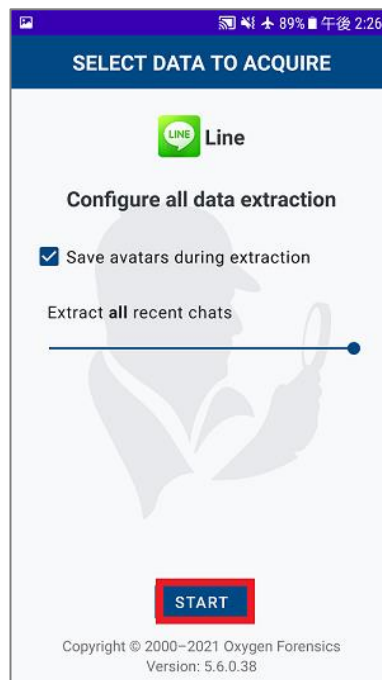 89% 午後 2:26
SELECT DATA TO ACQUIRE
LINE Line
Configure all data extraction
Save avatars during extraction
Extract all recent chats
START
Copyright © 2000–2021 Oxygen Forensics
Version: 5.6.0.38